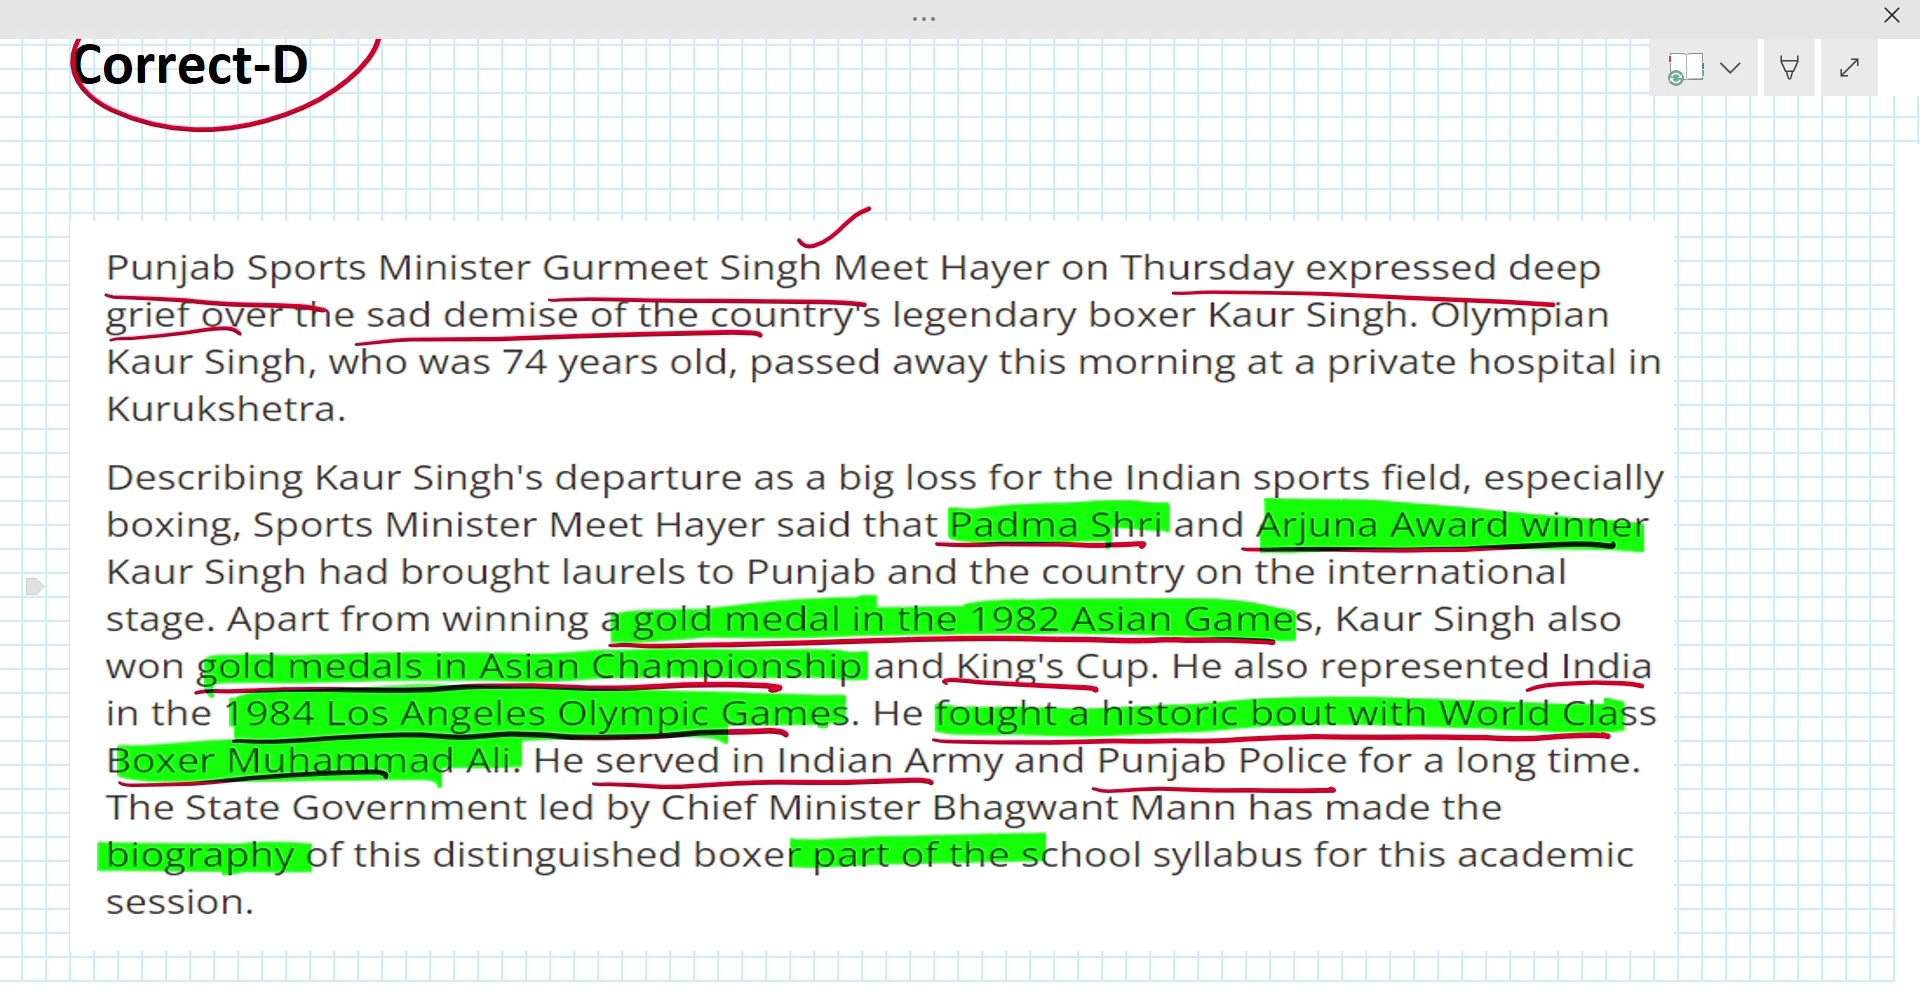 Correct-D
Punjab Sports Minister Gurmeet Singh Meet Hayer on Thursday expressed deep
grief over the sad demise of the country's legendary boxer Kaur Singh. Olympian
Kaur Singh, who was 74 years old, passed away this morning at a private hospital in
Kurukshetra.
Describing Kaur Singh's departure as a big loss for the Indian sports field, especially
boxing, Sports Minister Meet Hayer said that Padma Shri and Arjuna Award winner
Kaur Singh had brought laurels to Punjab and the country on the international
stage. Apart from winning a gold medal in the 1982 Asian Games, Kaur Singh also
won gold medals in Asian Championship and King's Cup. He also represented India
in the 1984 Los Angeles Olympic Games. He fought a historic bout with World Class
Boxer Muhammad Ali. He served in Indian Army and Punjab Police for a long time.
The State Government led by Chief Minister Bhagwant Mann has made the
biography of this distinguished boxer part of the school syllabus for this academic
session.